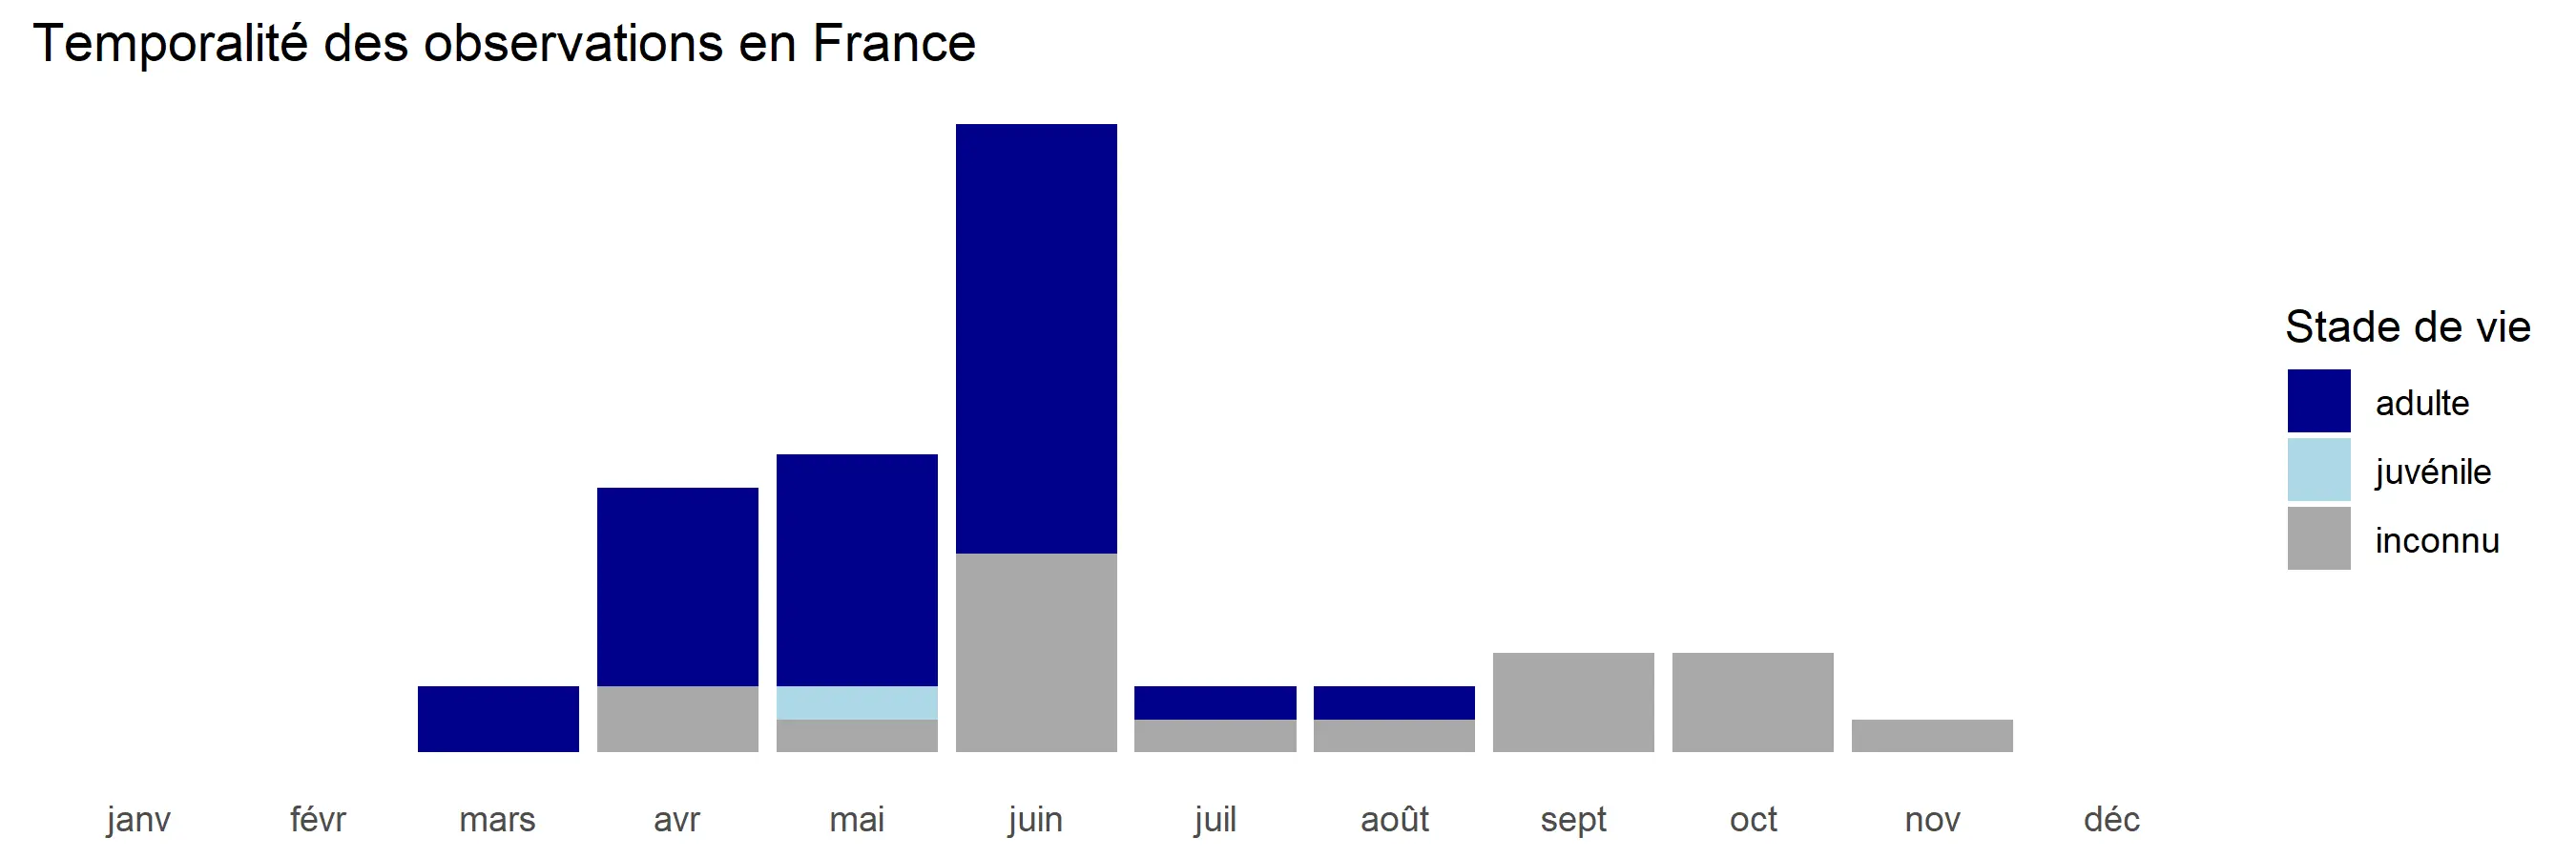 Temporalité des observations en France
Stade de vie
adulte
juvénile
inconnu
janv févr mars avr mai juin juil août sept oct nov déc